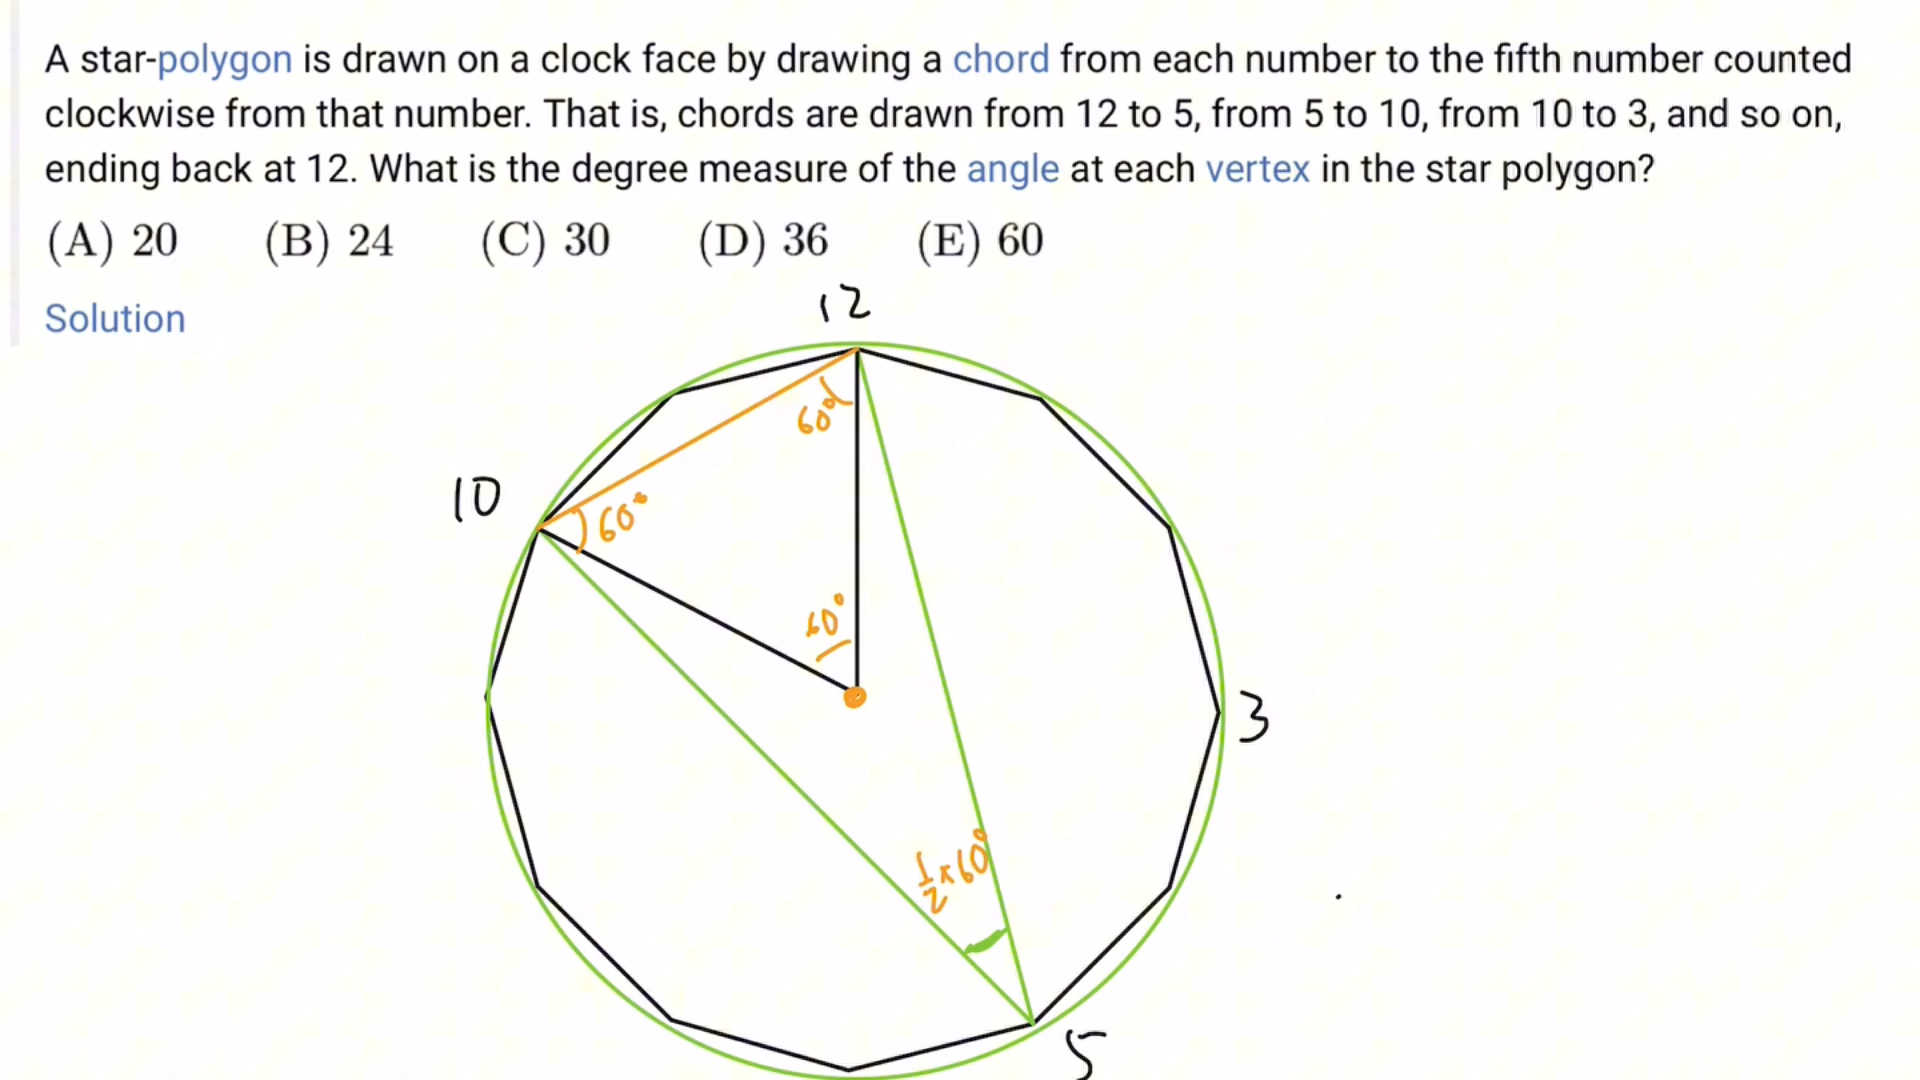 A star-polygon is drawn on a clock face by drawing a chord from each number to the fifth number counted
clockwise from that number. That is, chords are drawn from 12 to 5, from 5 to 10, from 10 to 3, and so on,
ending back at 12. What is the degree measure of the angle at each vertex in the star polygon?
(A) 20 (B) 24 (C) 30 (D) 36 (E) 60
Solution
12
60°
10
60°
60°
3
1/2 × 60°
5